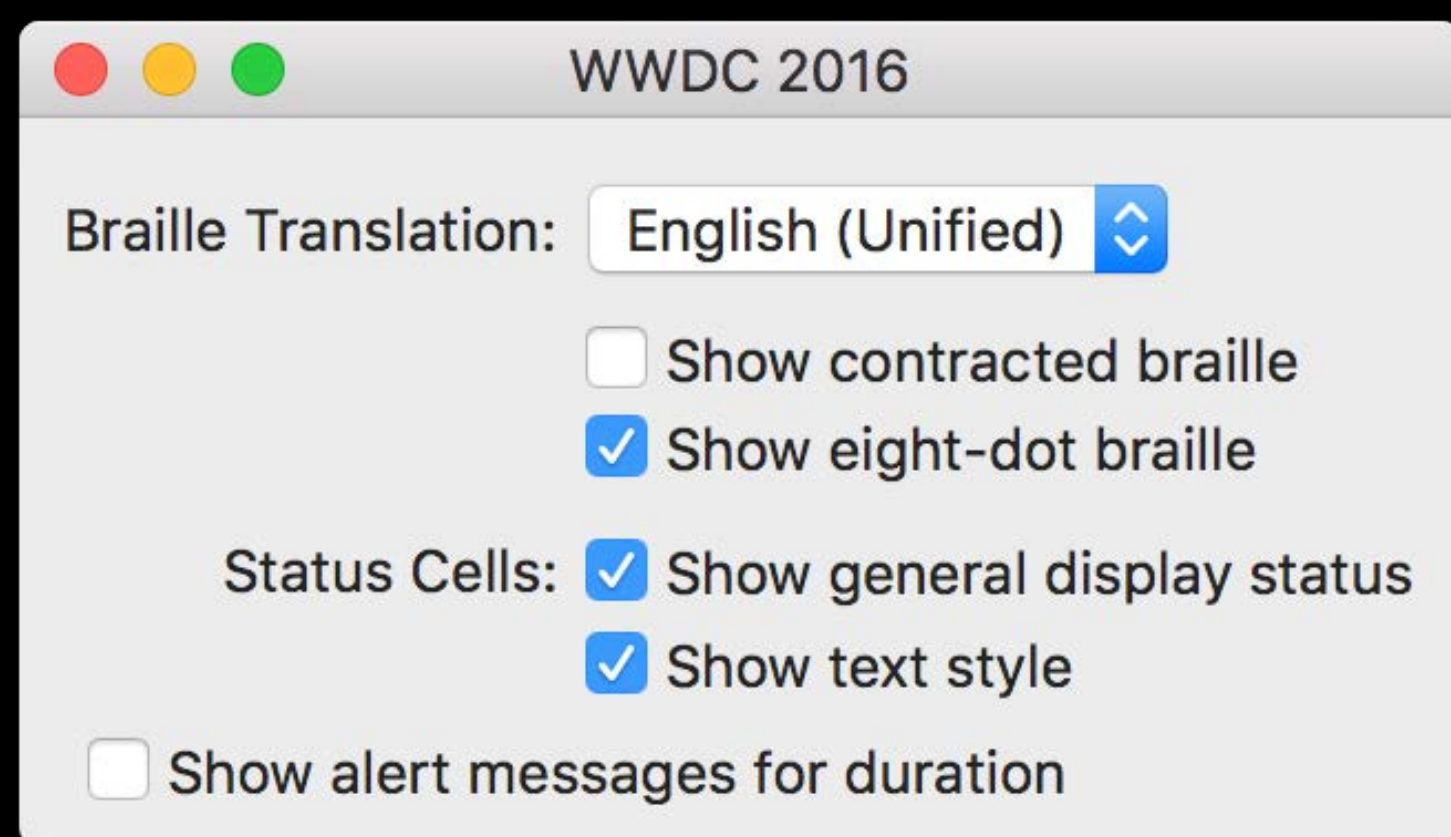 WWDC 2016
Braille Translation: English (Unified)
Show contracted braille
Show eight-dot braille
Status Cells: Show general display status
Show text style
Show alert messages for duration